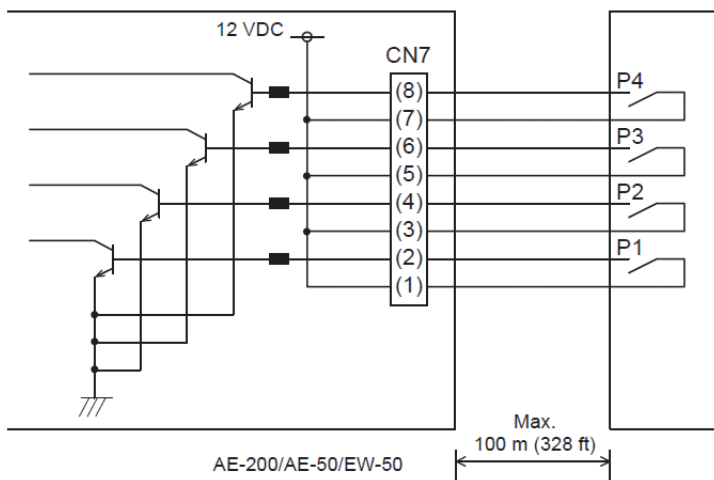 12 VDC
CN7
(8)
P4
(7)
(6)
P3
(5)
(4)
P2
(3)
(2)
P1
(1)
Max.
100 m (328 ft)
AE-200/AE-50/EW-50